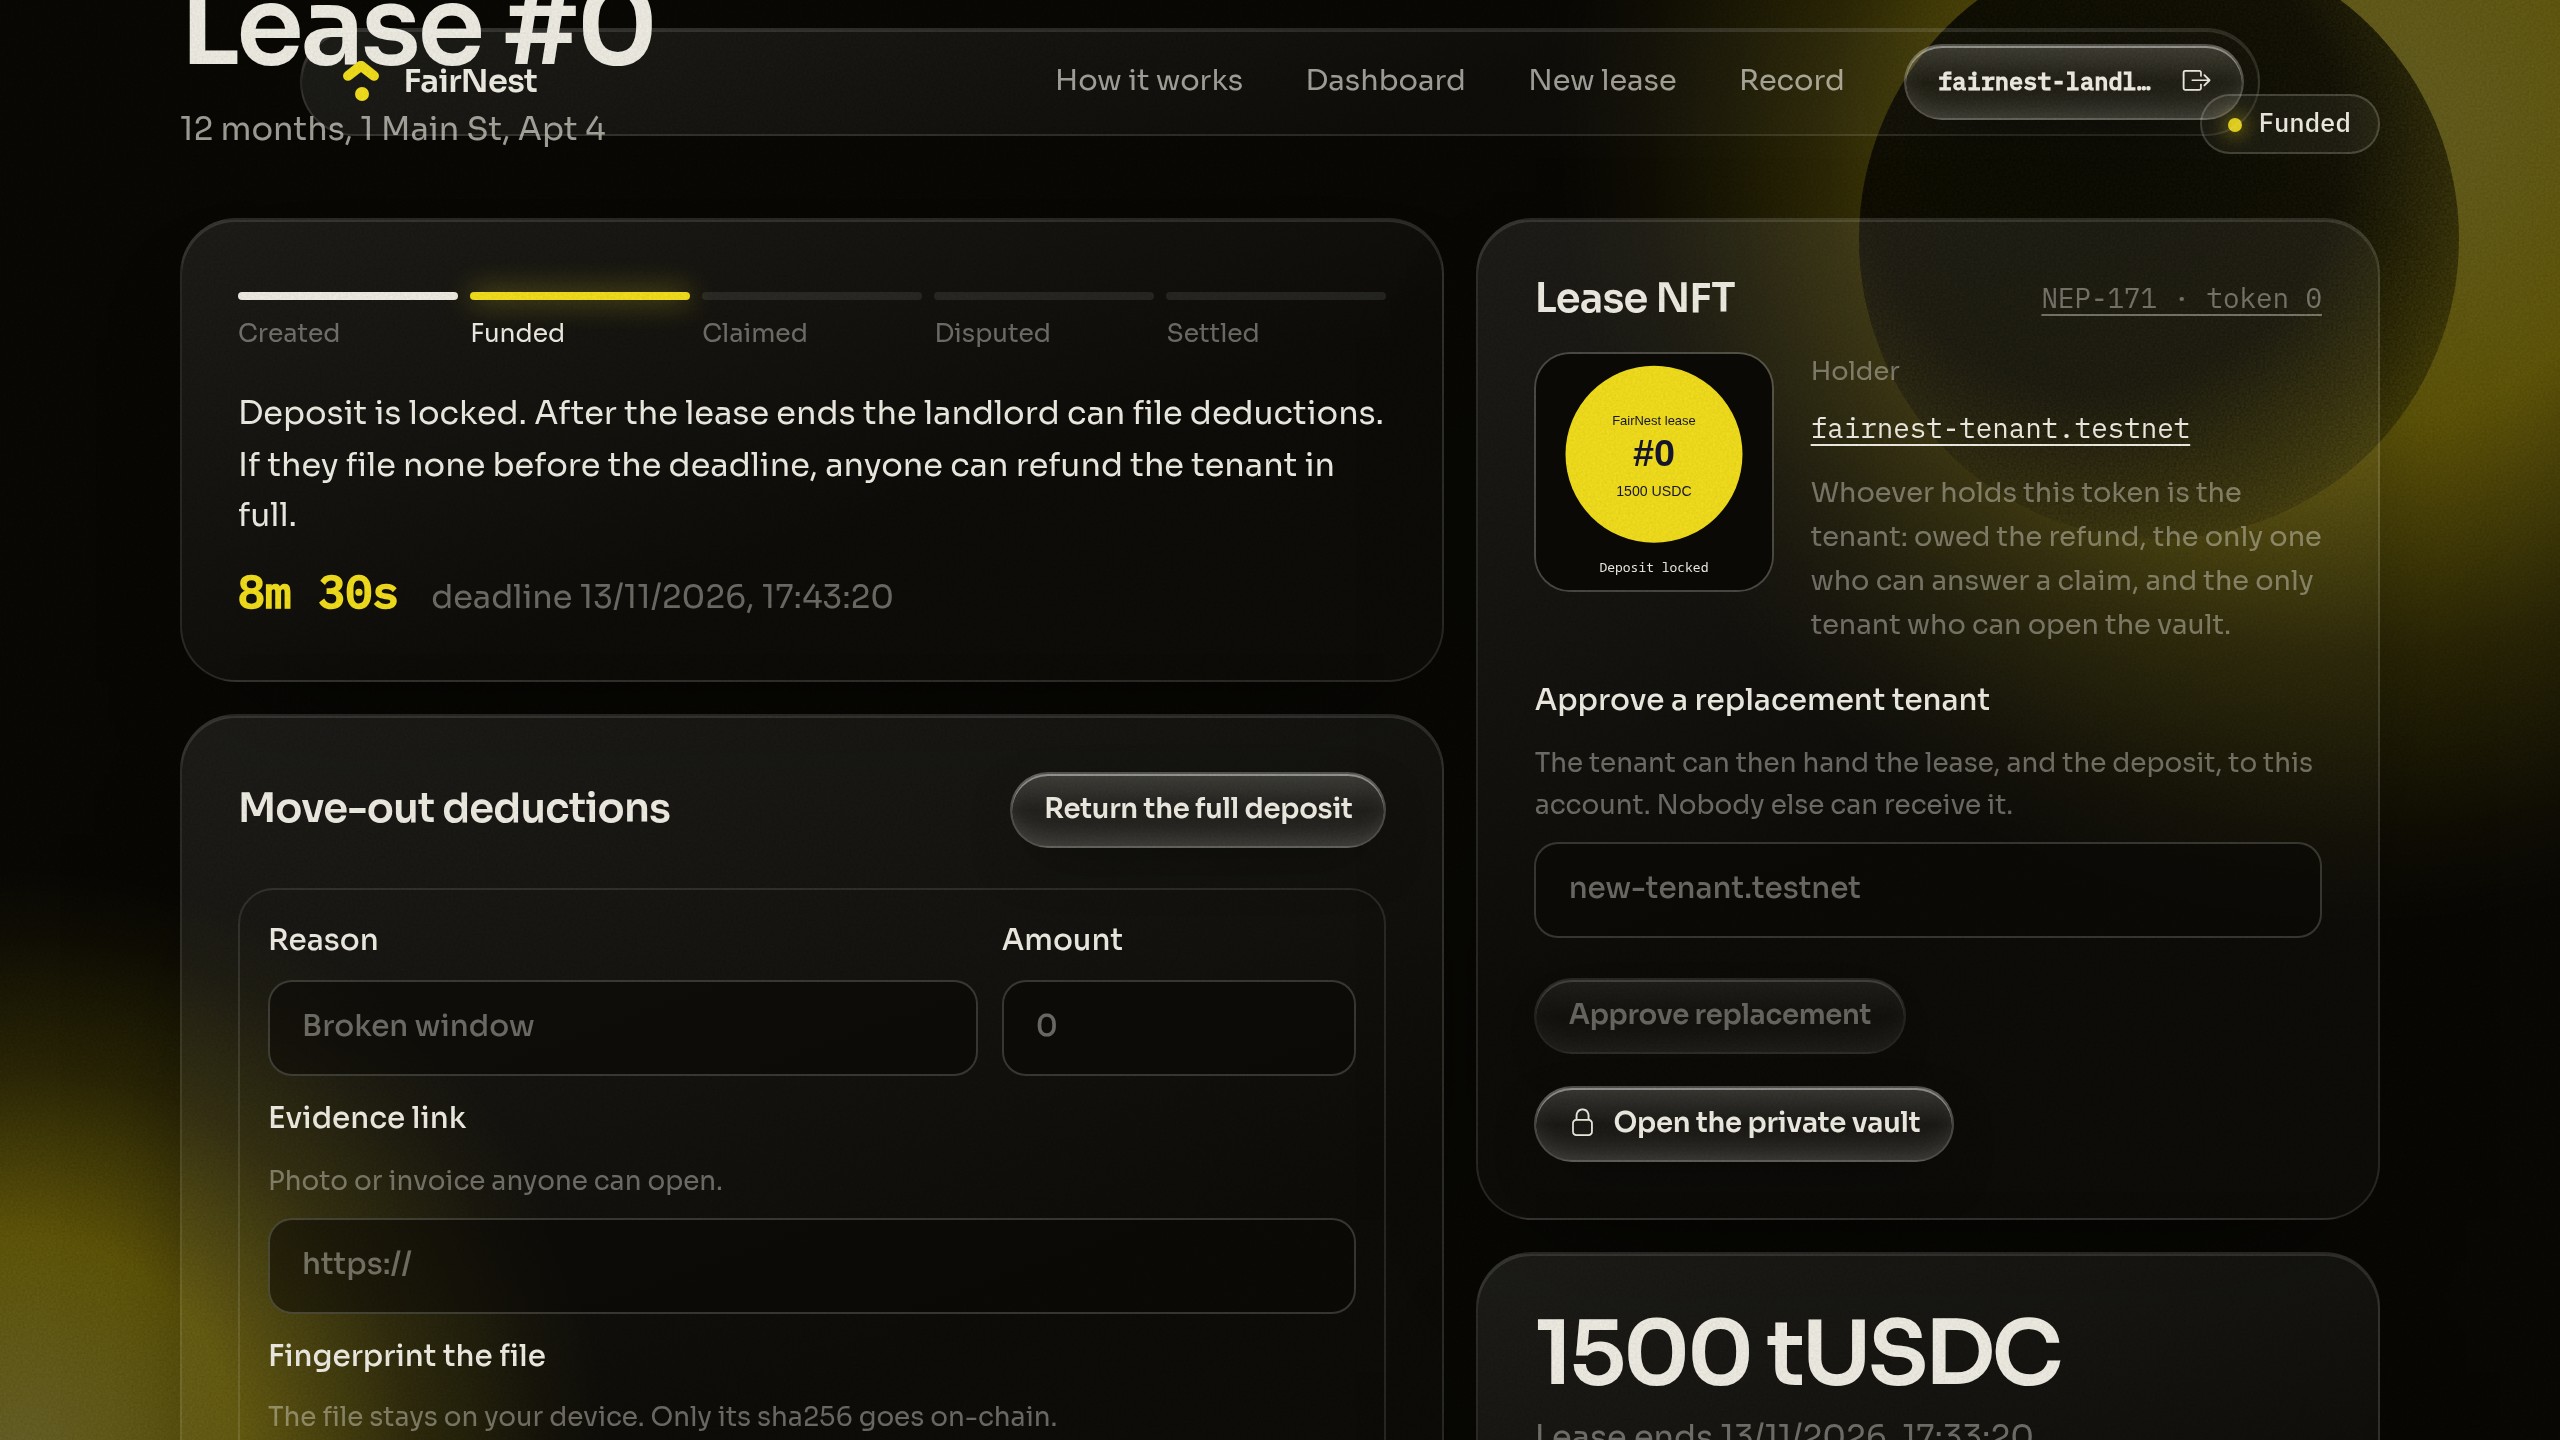 Lease #0
FairNest
How it works
Dashboard
New lease
Record
fairnest-landl…
12 months, 1 Main St, Apt 4
Funded
Created
Funded
Claimed
Disputed
Settled
Deposit is locked. After the lease ends the landlord can file deductions.
If they file none before the deadline, anyone can refund the tenant in
full.
8m 30s
deadline 13/11/2026, 17:43:20
Move-out deductions
Return the full deposit
Reason
Amount
Broken window
0
Evidence link
Photo or invoice anyone can open.
https://
Fingerprint the file
The file stays on your device. Only its sha256 goes on-chain.
Lease NFT
NEP-171 · token 0
FairNest lease
#0
1500 USDC
Deposit locked
Holder
fairnest-tenant.testnet
Whoever holds this token is the
tenant: owed the refund, the only one
who can answer a claim, and the only
tenant who can open the vault.
Approve a replacement tenant
The tenant can then hand the lease, and the deposit, to this
account. Nobody else can receive it.
new-tenant.testnet
Approve replacement
Open the private vault
1500 tUSDC
Lease ends 13/11/2026, 17:33:20